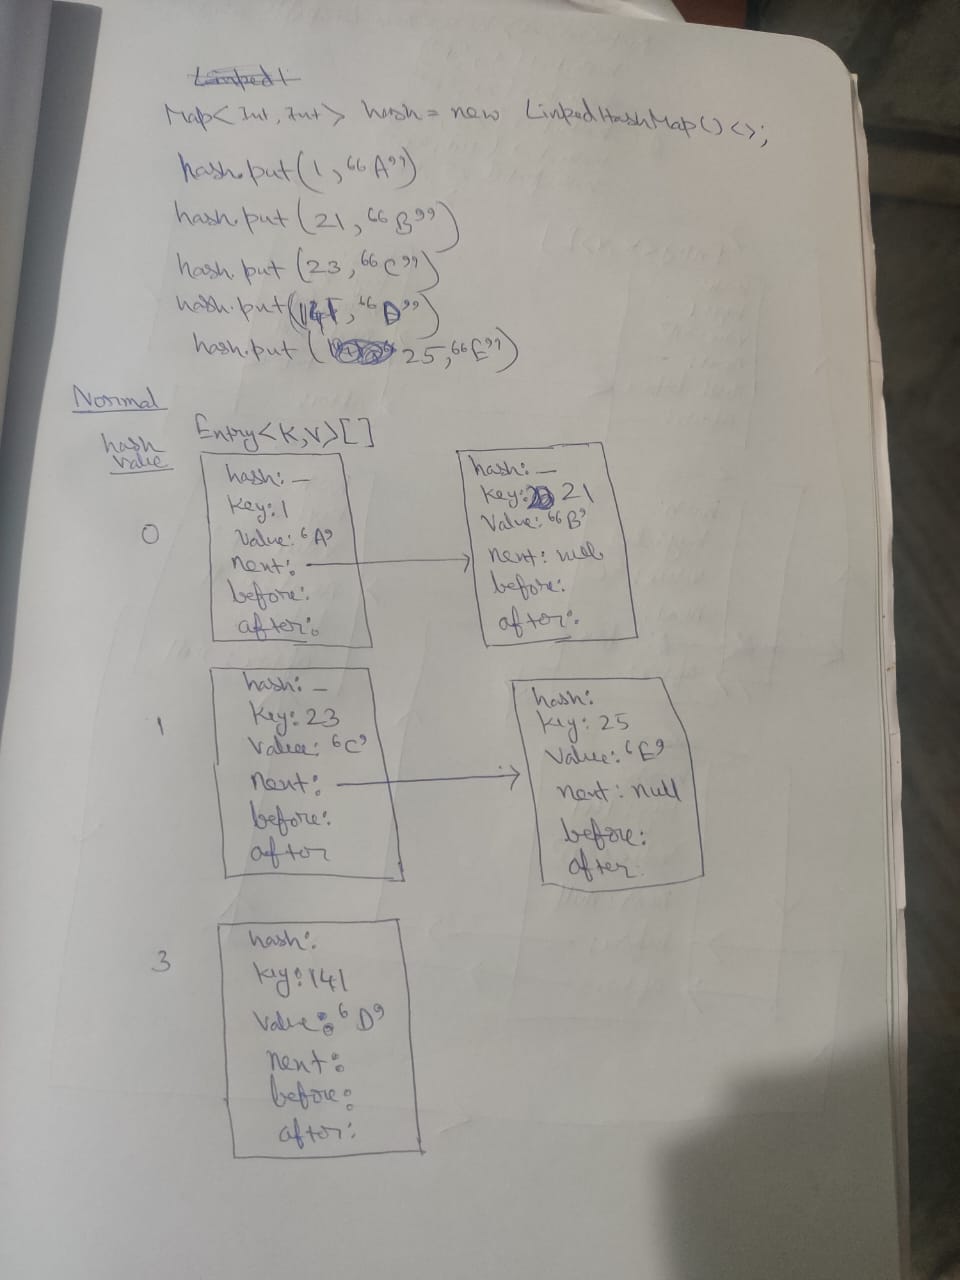 Map<Int, Int> hash = new LinkedHashMap()<>;
hash.put(1, “A”)
hash.put(21, “B”)
hash.put(23, “C”)
hash.put(141, “D”)
hash.put(25, “E”)
Normal
hash value
Entry<K,V>[]
0
hash: —
Key: 1
Value: ‘A’
next:
before:
after:
hash: —
Key: 21
Value: “B’
next: null
before:
after:
1
hash: —
Key: 23
Value: ‘C’
next:
before:
after
hash:
Key: 25
Value: ‘E’
next: null
before:
after:
3
hash:
Key: 141
Value: ‘D’
next:
before:
after: